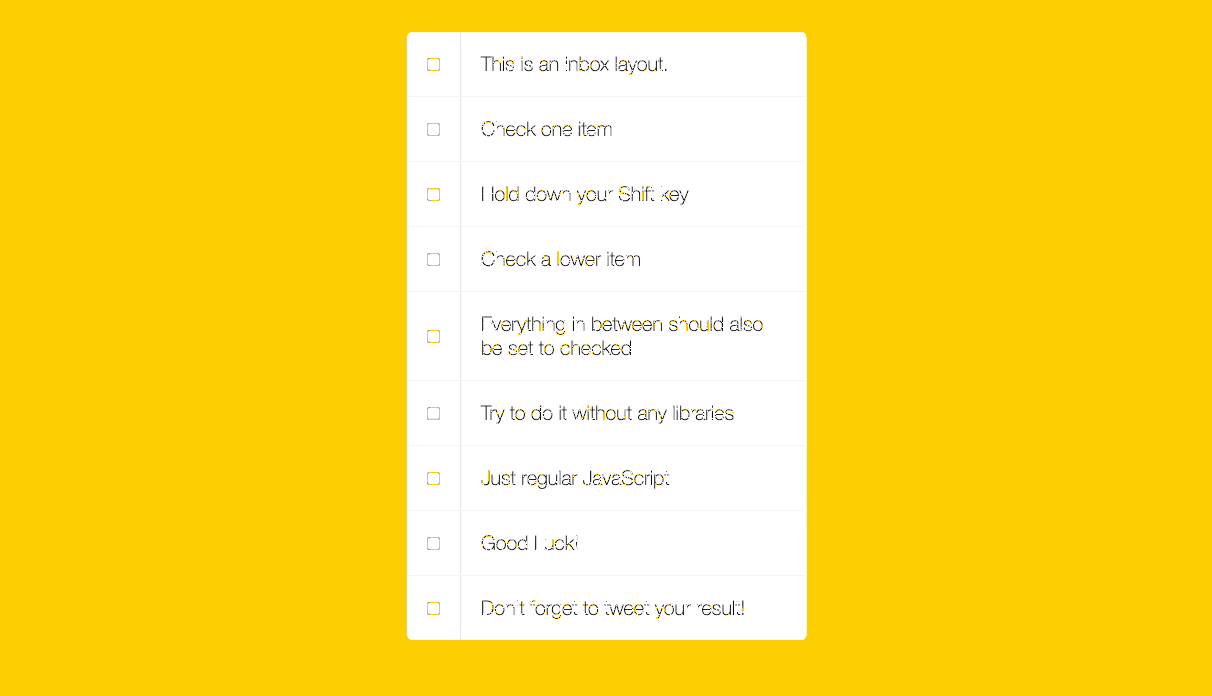 This is an inbox layout.
Check one item
Hold down your Shift key
Check a lower item
Everything in between should also
be set to checked
Try to do it without any libraries
Just regular JavaScript
Good Luck!
Don't forget to tweet your result!